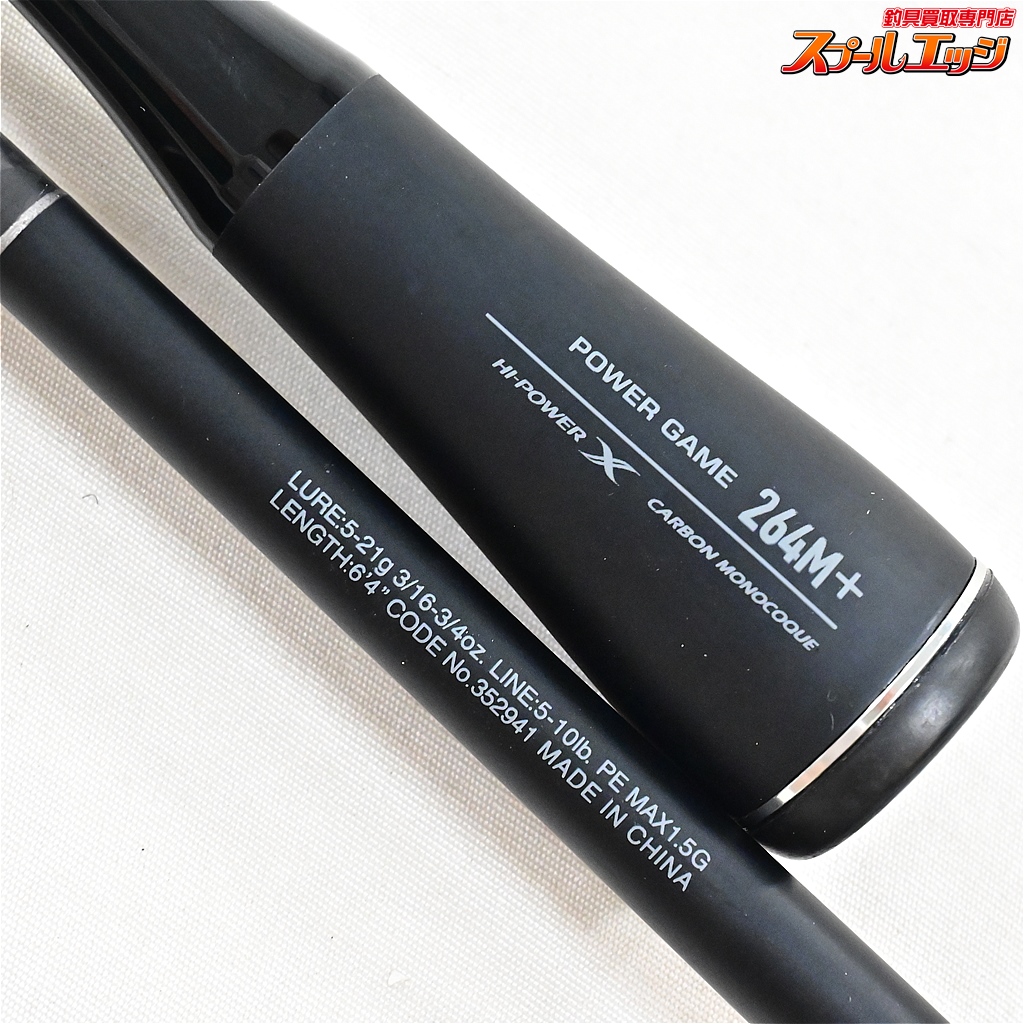 釣具買取専門店
スプールエッジ
POWER GAME 264M+
HI-POWER X CARBON MONOCOQUE
LURE:5-21g 3/16-3/4oz. LINE:5-10lb. PE MAX1.5G
LENGTH:6'4" CODE No.352941 MADE IN CHINA